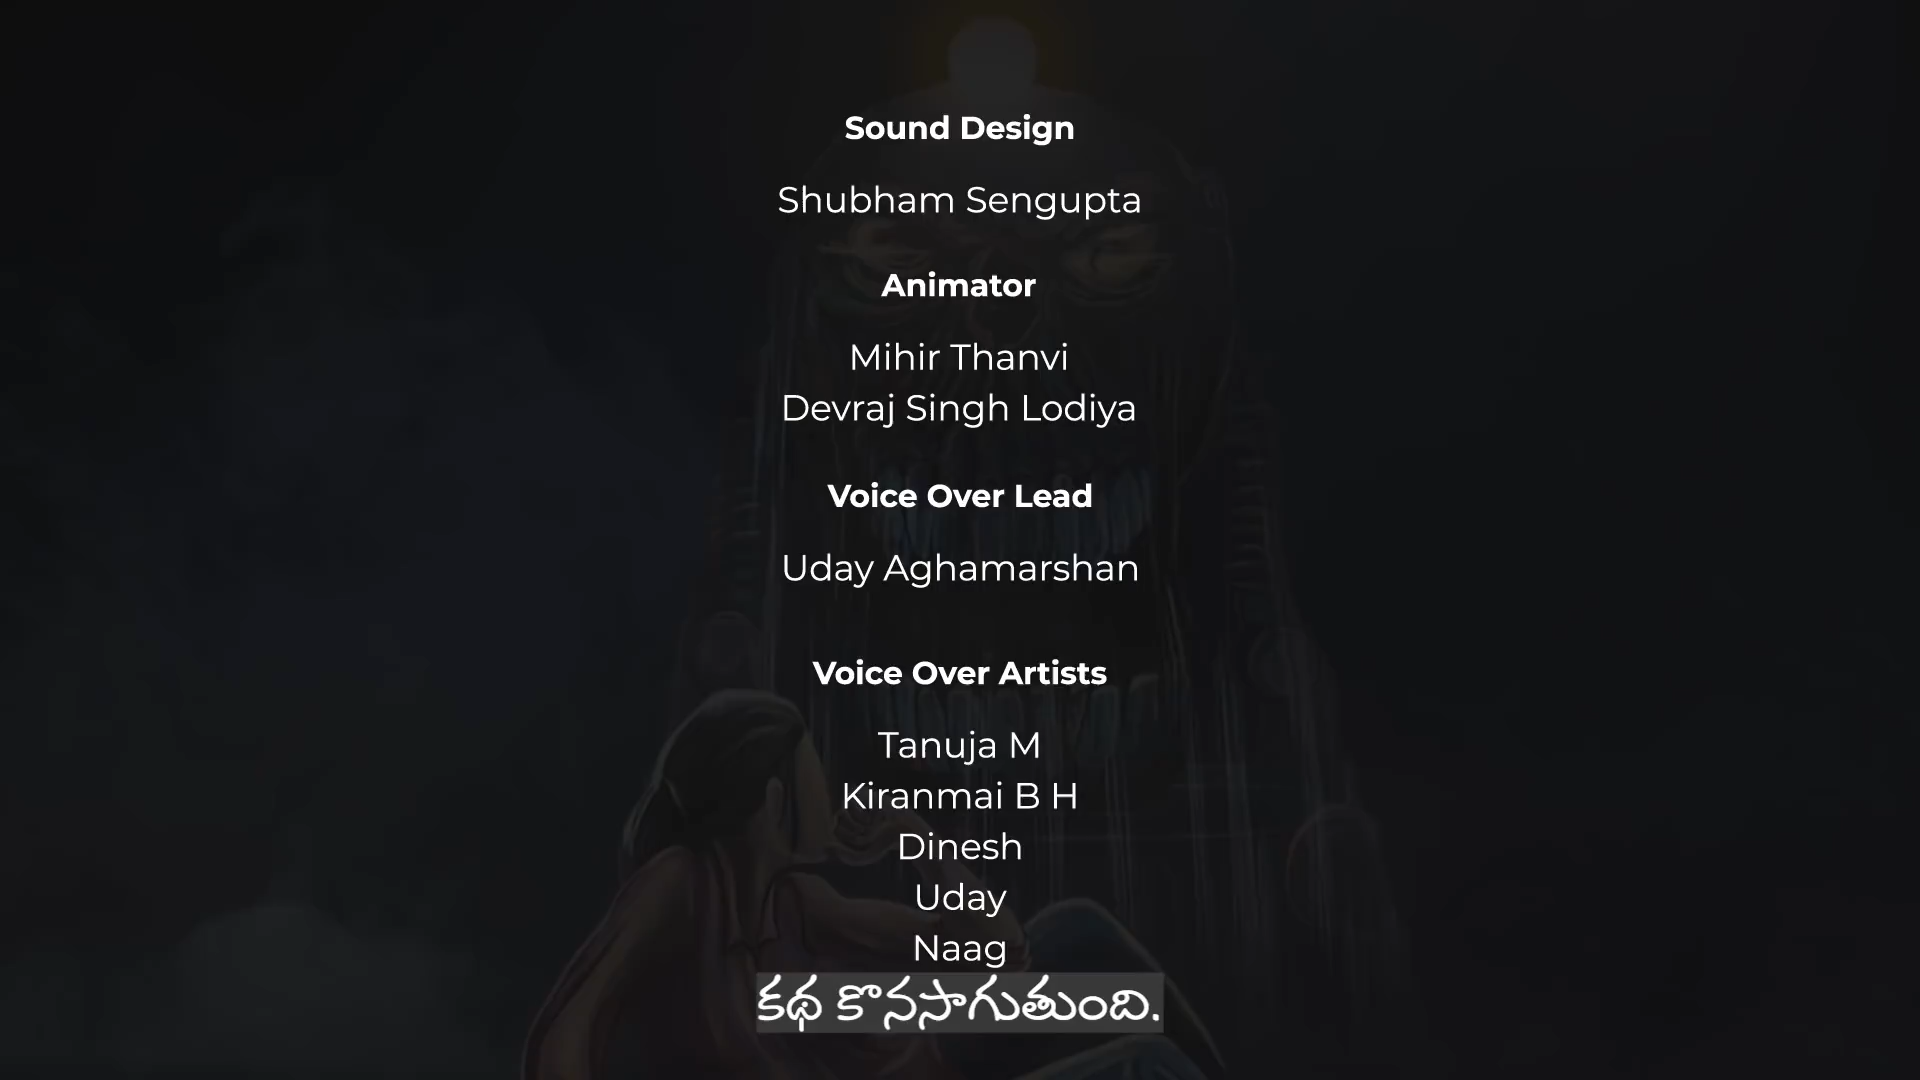 Sound Design
Shubham Sengupta
Animator
Mihir Thanvi
Devraj Singh Lodiya
Voice Over Lead
Uday Aghamarshan
Voice Over Artists
Tanuja M
Kiranmai B H
Dinesh
Uday
Naag
కథ కొనసాగుతుంది.